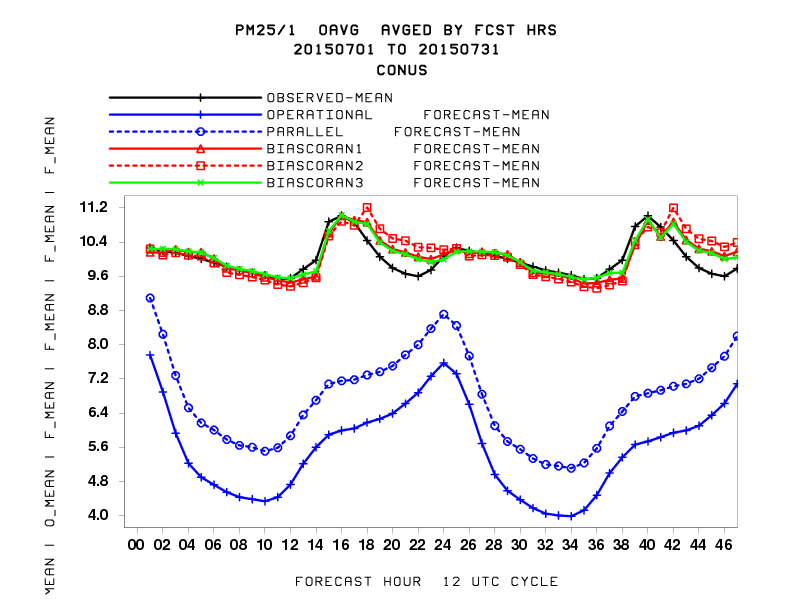 PM25/1 OAVG AVGED BY FCST HRS
20150701 TO 20150731
CONUS
OBSERVED-MEAN
OPERATIONAL FORECAST-MEAN
PARALLEL FORECAST-MEAN
BIASCORAN1 FORECAST-MEAN
BIASCORAN2 FORECAST-MEAN
BIASCORAN3 FORECAST-MEAN
MEAN | O_MEAN | F_MEAN | F_MEAN | F_MEAN | F_MEAN
11.2
10.4
9.6
8.8
8.0
7.2
6.4
5.6
4.8
4.0
00 02 04 06 08 10 12 14 16 18 20 22 24 26 28 30 32 34 36 38 40 42 44 46
FORECAST HOUR 12 UTC CYCLE